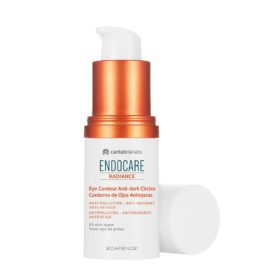 cantabria labs
ENDOCARE
RADIANCE
Eye Contour Anti-dark Circles
Contorno de Ojos Antiojeras
ANTI-POLLUTION · ANTI-OXIDANT
ANTI-FATIGUE
ANTIPOLUCIÓN · ANTIOXIDANTE
ANTIFATIGA
All skin types
Todo tipo de pieles
EDAFENCE